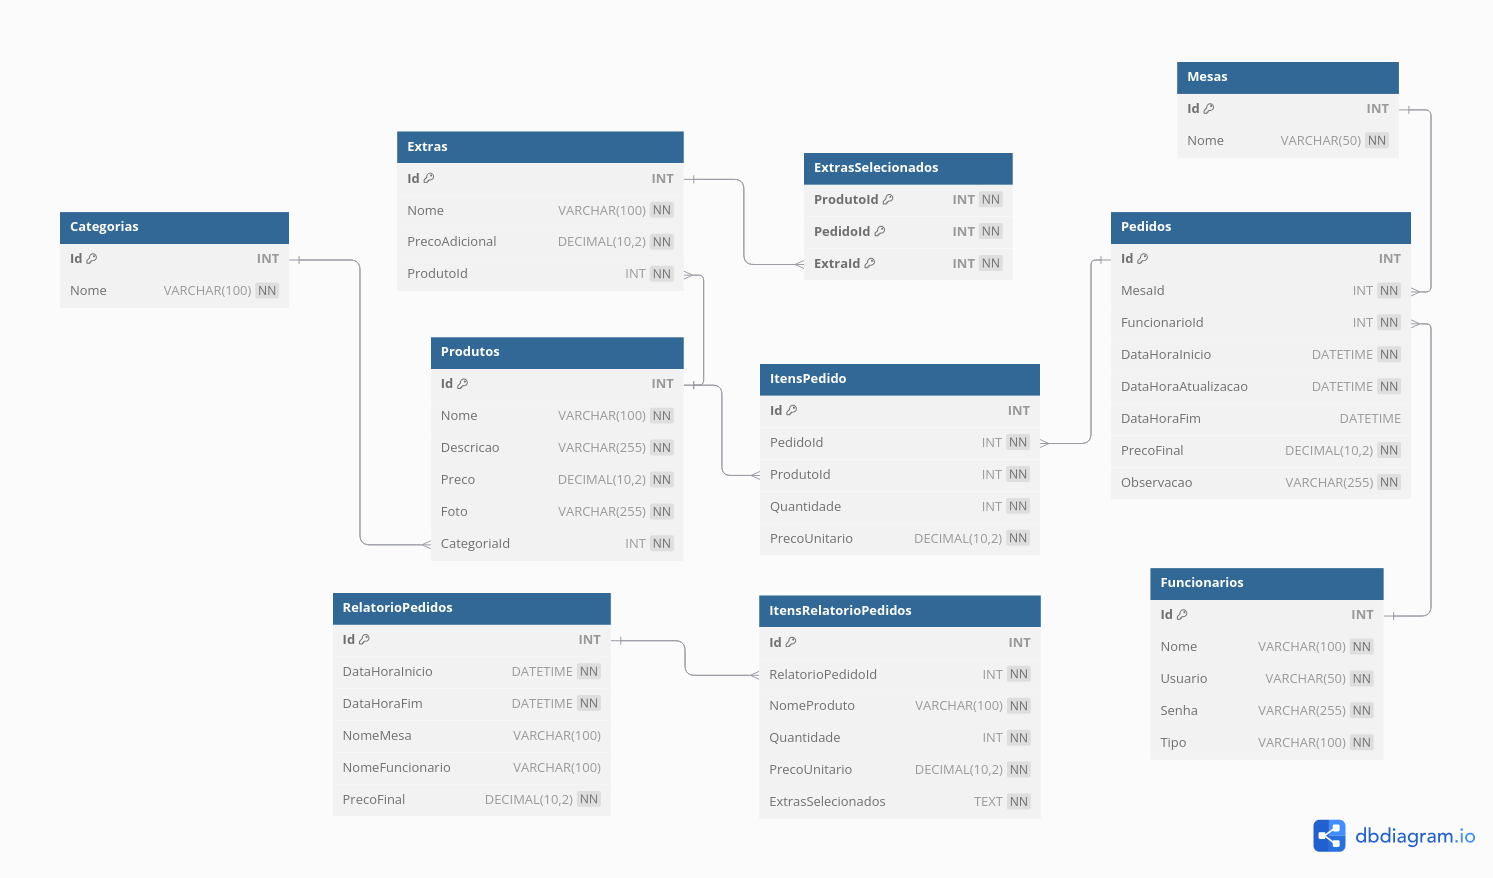 Mesas
Id INT
Nome VARCHAR(50) NN
Extras
Id INT
Nome VARCHAR(100) NN
PrecoAdicional DECIMAL(10,2) NN
ProdutoId INT NN
ExtrasSelecionados
ProdutoId INT NN
PedidoId INT NN
ExtraId INT NN
Categorias
Id INT
Nome VARCHAR(100) NN
Pedidos
Id INT
MesaId INT NN
FuncionarioId INT NN
DataHoraInicio DATETIME NN
DataHoraAtualizacao DATETIME NN
DataHoraFim DATETIME
PrecoFinal DECIMAL(10,2) NN
Observacao VARCHAR(255) NN
Produtos
Id INT
Nome VARCHAR(100) NN
Descricao VARCHAR(255) NN
Preco DECIMAL(10,2) NN
Foto VARCHAR(255) NN
CategoriaId INT NN
ItensPedido
Id INT
PedidoId INT NN
ProdutoId INT NN
Quantidade INT NN
PrecoUnitario DECIMAL(10,2) NN
RelatorioPedidos
Id INT
DataHoraInicio DATETIME NN
DataHoraFim DATETIME NN
NomeMesa VARCHAR(100)
NomeFuncionario VARCHAR(100)
PrecoFinal DECIMAL(10,2) NN
ItensRelatorioPedidos
Id INT
RelatorioPedidoId INT NN
NomeProduto VARCHAR(100) NN
Quantidade INT NN
PrecoUnitario DECIMAL(10,2) NN
ExtrasSelecionados TEXT NN
Funcionarios
Id INT
Nome VARCHAR(100) NN
Usuario VARCHAR(50) NN
Senha VARCHAR(255) NN
Tipo VARCHAR(100) NN
dbdiagram.io